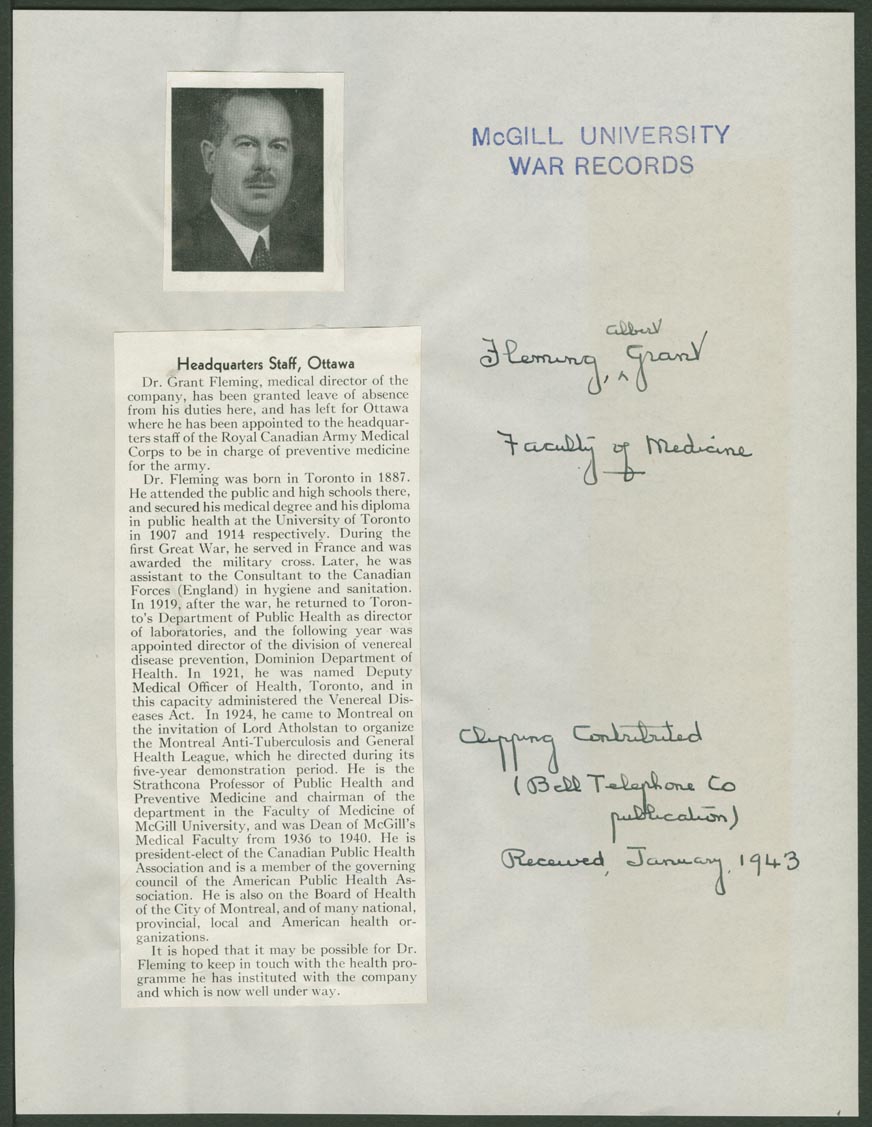 McGILL UNIVERSITY
WAR RECORDS
albert
Fleming, ^ Grant
Faculty of Medicine
Headquarters Staff, Ottawa
Dr. Grant Fleming, medical director of the
company, has been granted leave of absence
from his duties here, and has left for Ottawa
where he has been appointed to the headquar-
ters staff of the Royal Canadian Army Medical
Corps to be in charge of preventive medicine
for the army.
Dr. Fleming was born in Toronto in 1887.
He attended the public and high schools there,
and secured his medical degree and his diploma
in public health at the University of Toronto
in 1907 and 1914 respectively. During the
first Great War, he served in France and was
awarded the military cross. Later, he was
assistant to the Consultant to the Canadian
Forces (England) in hygiene and sanitation.
In 1919, after the war, he returned to Toron-
to's Department of Public Health as director
of laboratories, and the following year was
appointed director of the division of venereal
disease prevention, Dominion Department of
Health. In 1921, he was named Deputy
Medical Officer of Health, Toronto, and in
this capacity administered the Venereal Dis-
eases Act. In 1924, he came to Montreal on
the invitation of Lord Atholstan to organize
the Montreal Anti-Tuberculosis and General
Health League, which he directed during its
five-year demonstration period. He is the
Strathcona Professor of Public Health and
Preventive Medicine and chairman of the
department in the Faculty of Medicine of
McGill University, and was Dean of McGill's
Medical Faculty from 1936 to 1940. He is
president-elect of the Canadian Public Health
Association and is a member of the governing
council of the American Public Health As-
sociation. He is also on the Board of Health
of the City of Montreal, and of many national,
provincial, local and American health or-
ganizations.
It is hoped that it may be possible for Dr.
Fleming to keep in touch with the health pro-
gramme he has instituted with the company
and which is now well under way.
Clipping Contributed
(Bell Telephone Co
publication)
Received, January, 1943